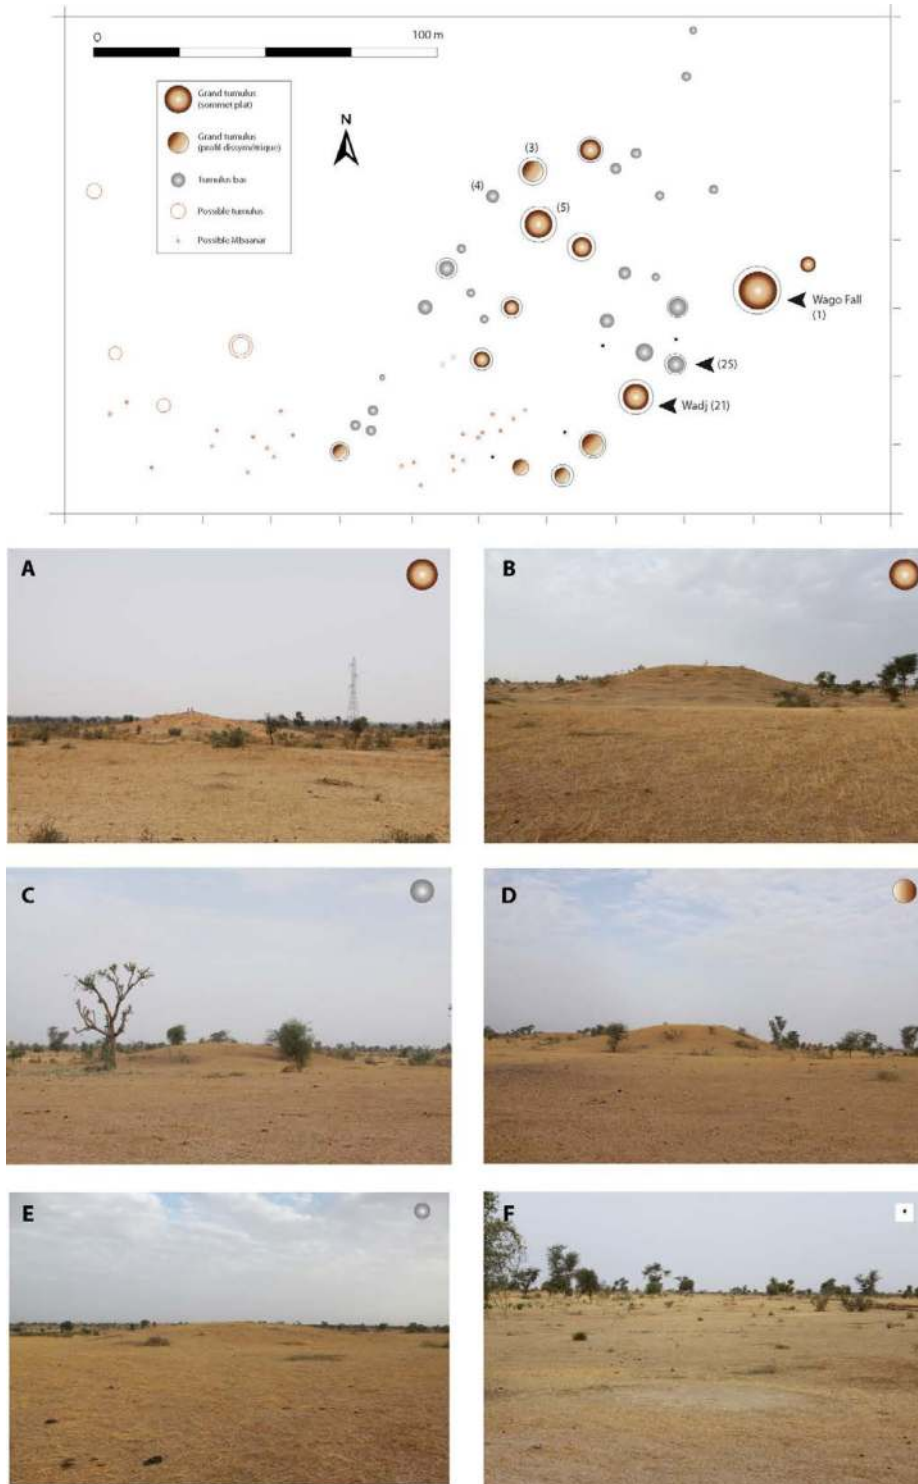 0 100 m
Grand tumulus
(sommet plat)
Grand tumulus
(profil dissymétrique)
Tumulus bas
Possible tumulus
Possible Mbaanar
N
(3)
(4)
(5)
Wago Fall
(1)
(25)
Wadj (21)
A
B
C
D
E
F